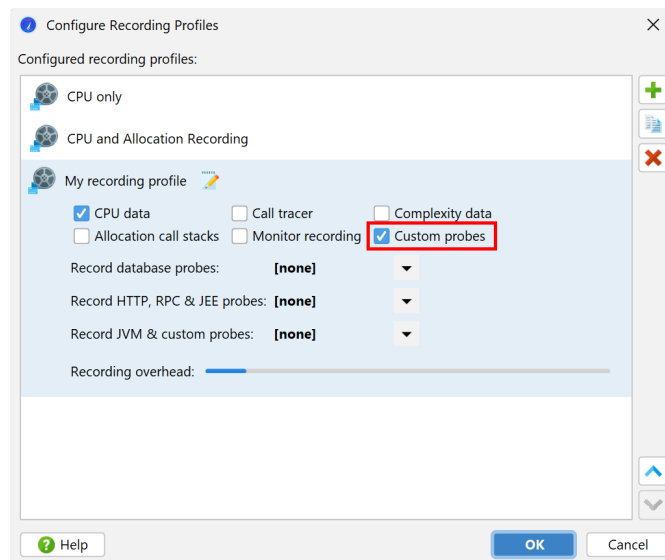 Configure Recording Profiles
Configured recording profiles:
CPU only
CPU and Allocation Recording
My recording profile
CPU data Call tracer Complexity data
Allocation call stacks Monitor recording Custom probes
Record database probes: [none]
Record HTTP, RPC & JEE probes: [none]
Record JVM & custom probes: [none]
Recording overhead:
Help OK Cancel